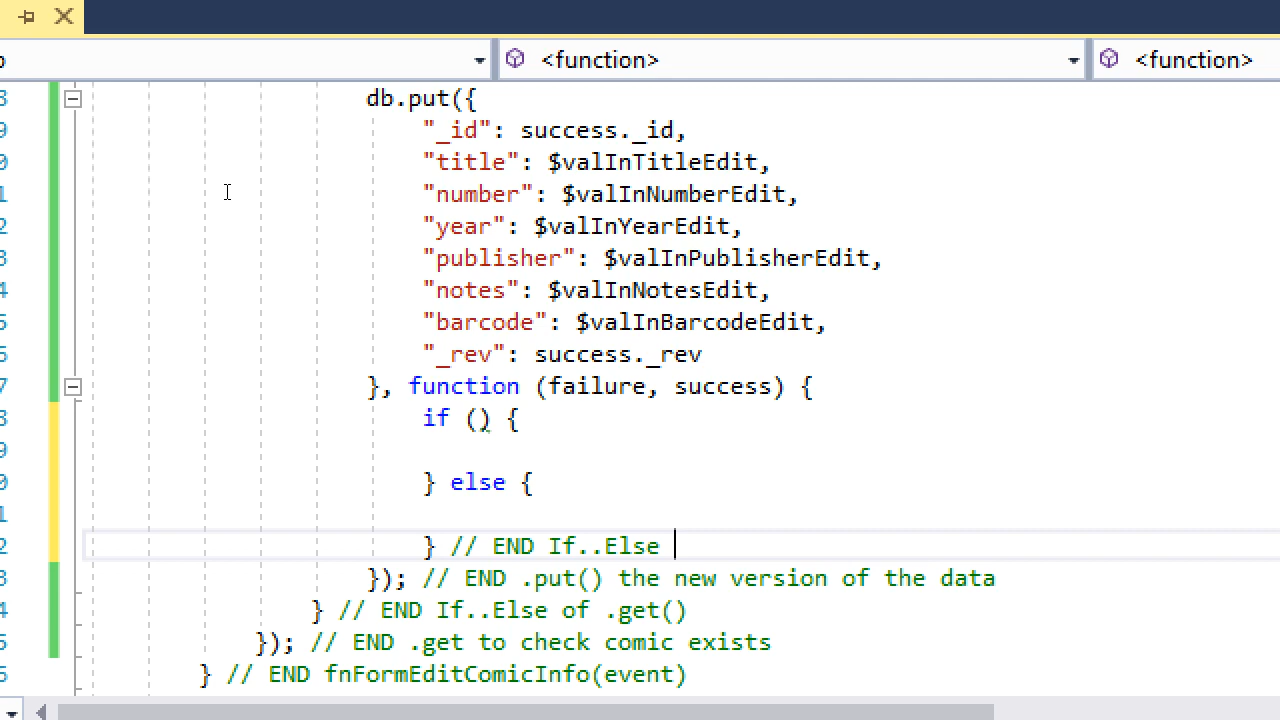 <function> <function>
db.put({
"_id": success._id,
"title": $valInTitleEdit,
"number": $valInNumberEdit,
"year": $valInYearEdit,
"publisher": $valInPublisherEdit,
"notes": $valInNotesEdit,
"barcode": $valInBarcodeEdit,
"_rev": success._rev
}, function (failure, success) {
if () {
} else {
} // END If..Else
}); // END .put() the new version of the data
} // END If..Else of .get()
}); // END .get to check comic exists
} // END fnFormEditComicInfo(event)